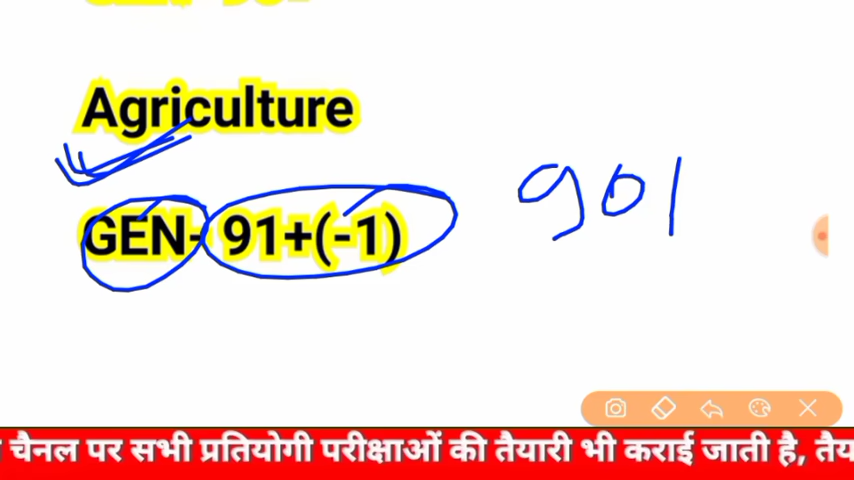 Agriculture
GEN- 91+(-1)
901
चैनल पर सभी प्रतियोगी परीक्षाओं की तैयारी भी कराई जाती है,